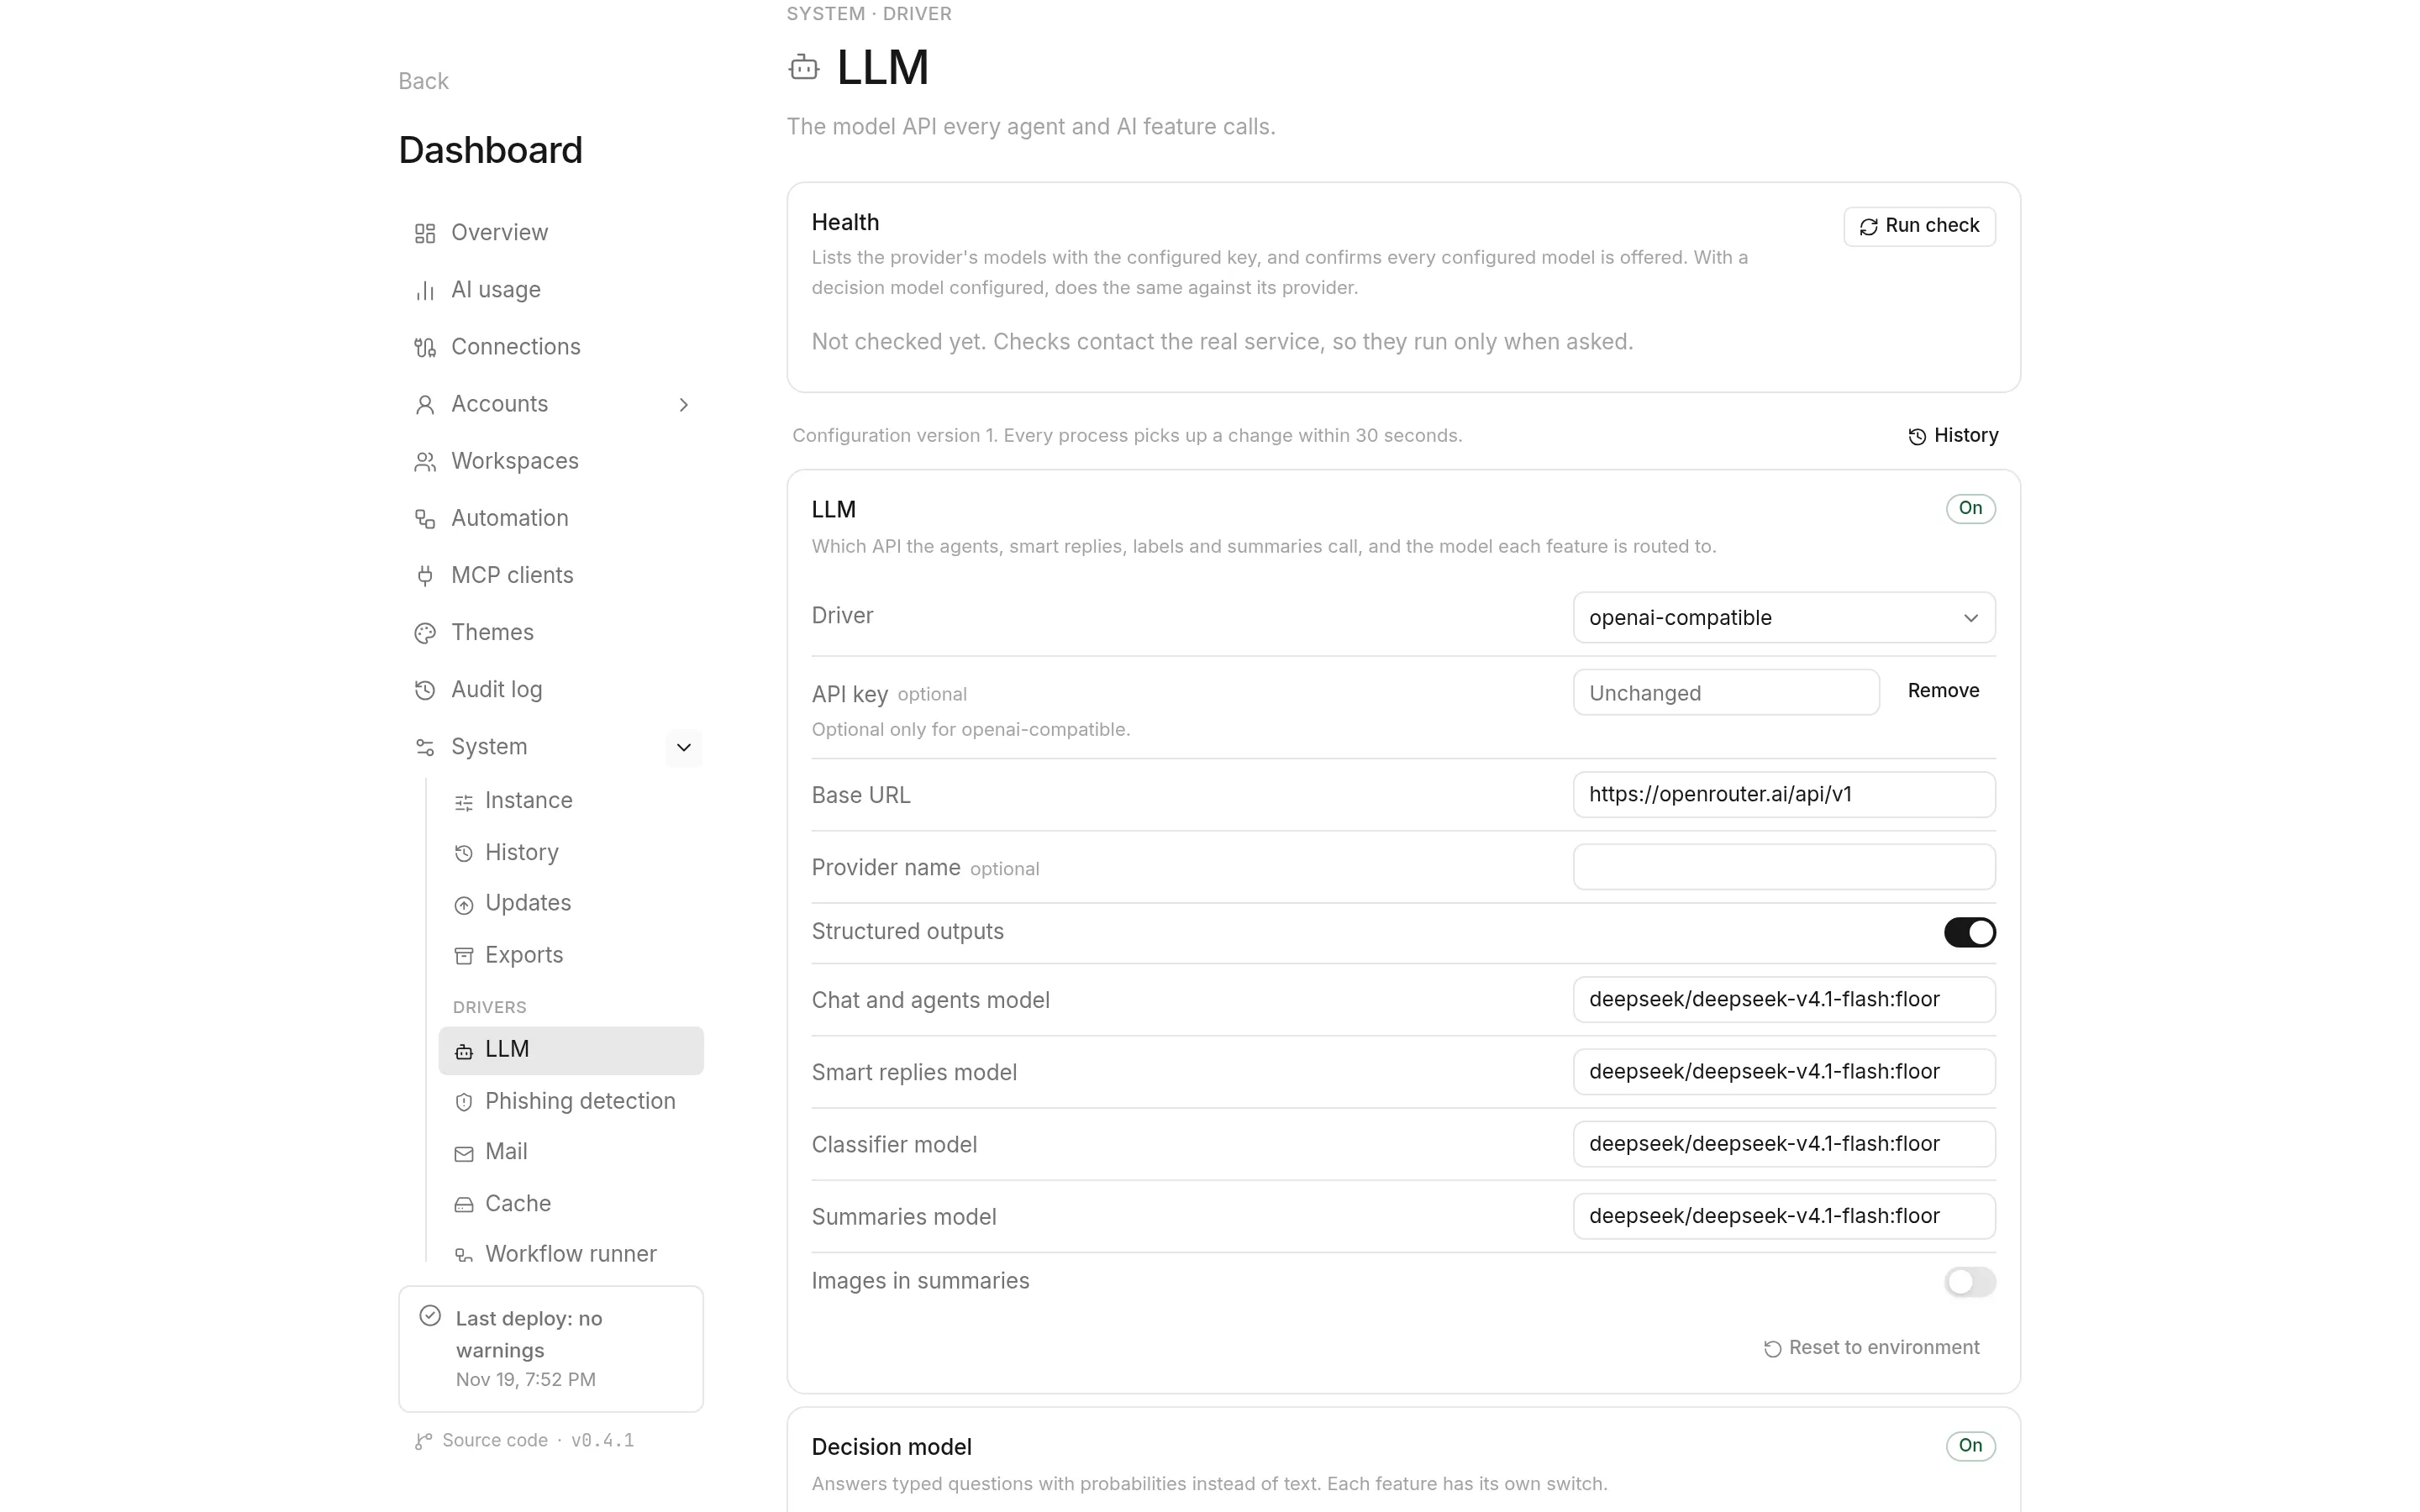 Back
Dashboard
Overview
AI usage
Connections
Accounts
Workspaces
Automation
MCP clients
Themes
Audit log
System
Instance
History
Updates
Exports
DRIVERS
LLM
Phishing detection
Mail
Cache
Workflow runner
Last deploy: no
warnings
Nov 19, 7:52 PM
Source code · v0.4.1
SYSTEM · DRIVER
LLM
The model API every agent and AI feature calls.
Health
Run check
Lists the provider's models with the configured key, and confirms every configured model is offered. With a
decision model configured, does the same against its provider.
Not checked yet. Checks contact the real service, so they run only when asked.
Configuration version 1. Every process picks up a change within 30 seconds.
History
LLM
On
Which API the agents, smart replies, labels and summaries call, and the model each feature is routed to.
Driver
openai-compatible
API key optional
Unchanged
Remove
Optional only for openai-compatible.
Base URL
https://openrouter.ai/api/v1
Provider name optional
Structured outputs
Chat and agents model
deepseek/deepseek-v4.1-flash:floor
Smart replies model
deepseek/deepseek-v4.1-flash:floor
Classifier model
deepseek/deepseek-v4.1-flash:floor
Summaries model
deepseek/deepseek-v4.1-flash:floor
Images in summaries
Reset to environment
Decision model
On
Answers typed questions with probabilities instead of text. Each feature has its own switch.